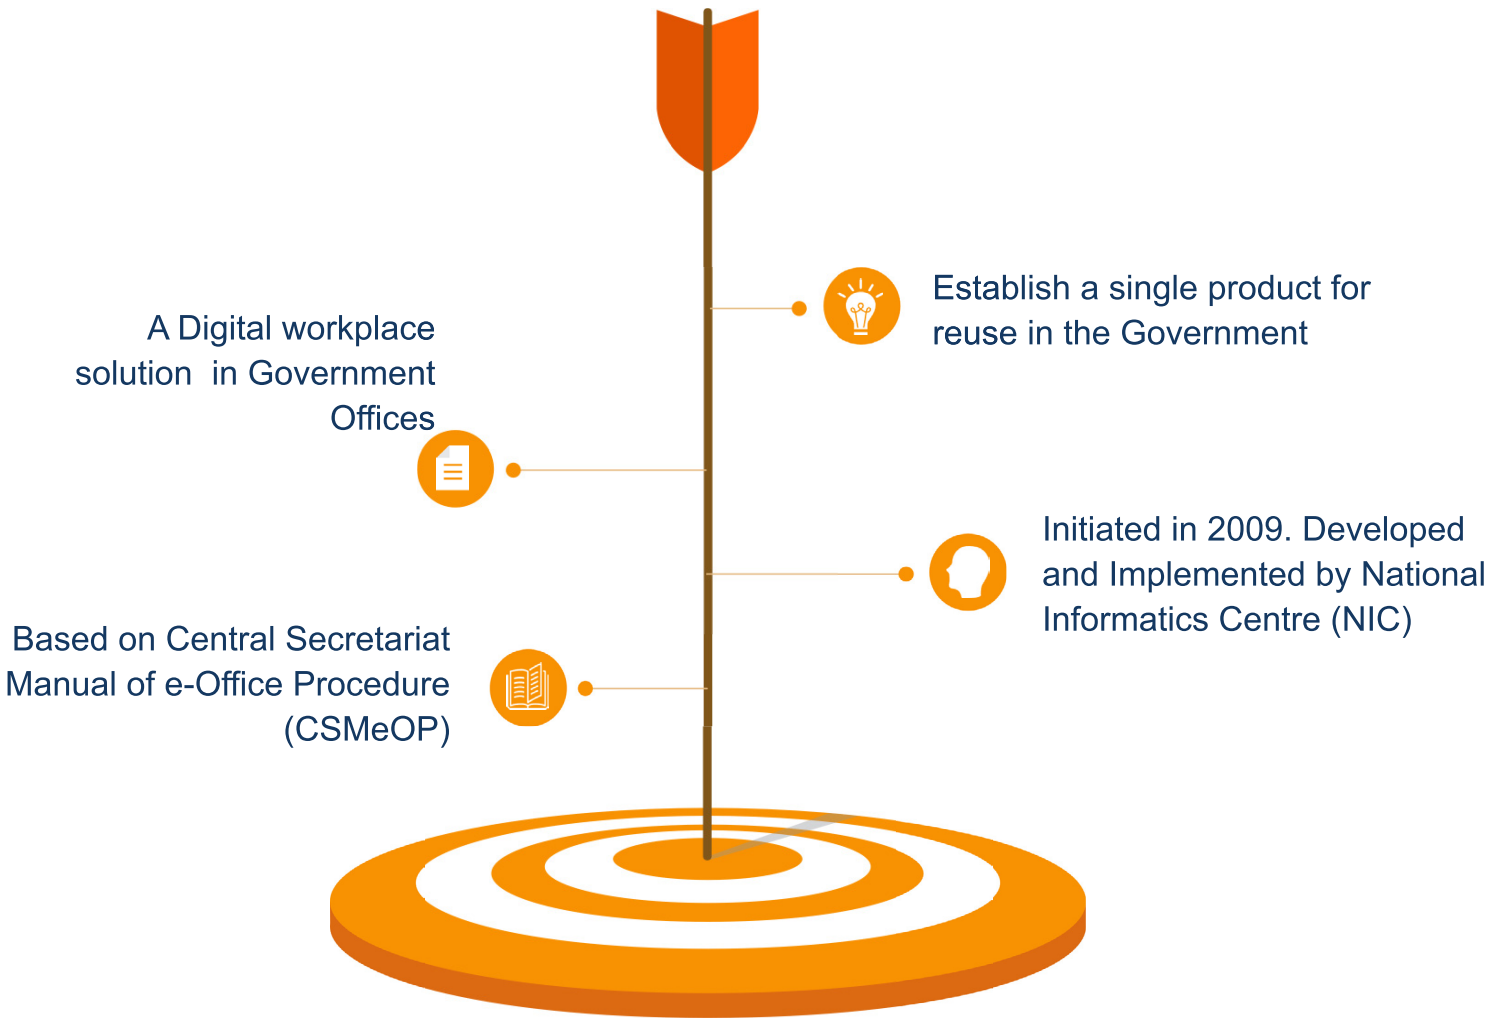 Establish a single product for
reuse in the Government
A Digital workplace
solution  in Government
Offices
Initiated in 2009. Developed
and Implemented by National
Informatics Centre (NIC)
Based on Central Secretariat
Manual of e-Office Procedure
(CSMeOP)